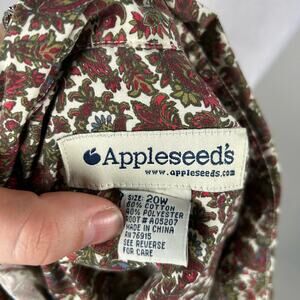 Appleseed's
www.appleseeds.com
SIZE: 20W
60% COTTON
40% POLYESTER
ROOT # A05207
MADE IN CHINA
RN 76915
SEE REVERSE
FOR CARE